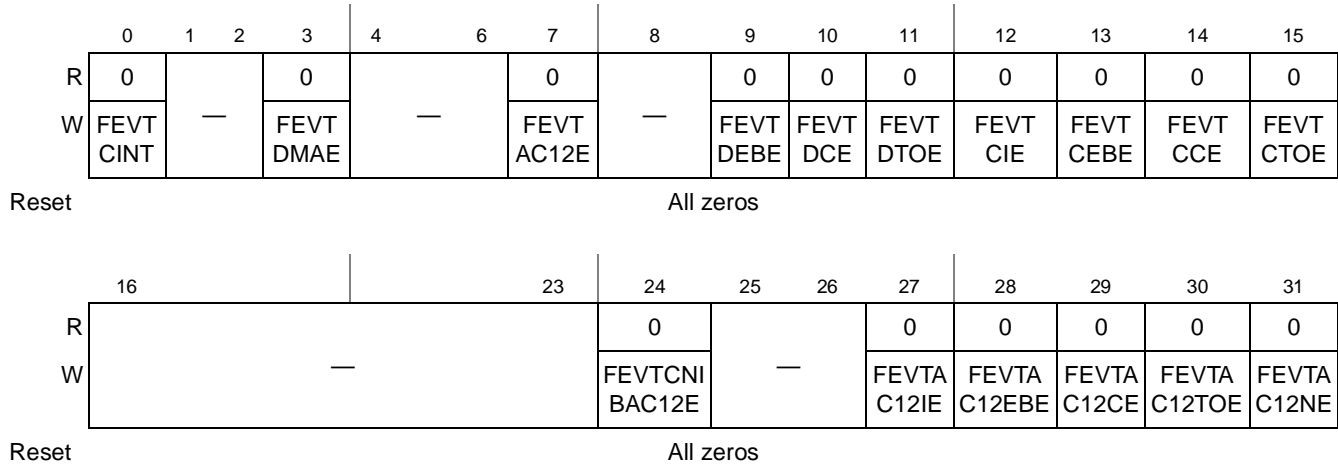 0 1 2 3 4 6 7 8 9 10 11 12 13 14 15
R 0 0 0 0 0 0 0 0 0 0
W FEVT — FEVT — FEVT — FEVT FEVT FEVT FEVT FEVT FEVT FEVT
CINT DMAE AC12E DEBE DCE DTOE CIE CEBE CCE CTOE
Reset All zeros
16 23 24 25 26 27 28 29 30 31
R 0 0 0 0 0 0
W — FEVTCNI — FEVTA FEVTA FEVTA FEVTA FEVTA
BAC12E C12IE C12EBE C12CE C12TOE C12NE
Reset All zeros